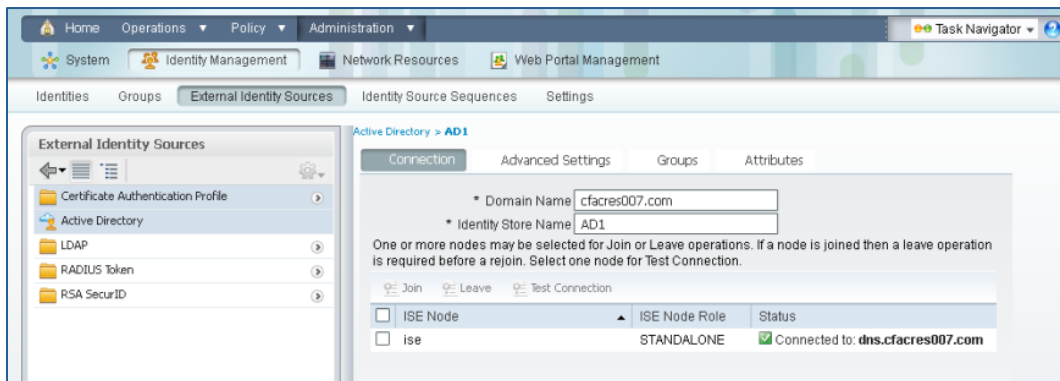 Home Operations ▼ Policy ▼ Administration ▼ Task Navigator ▼
System Identity Management Network Resources Web Portal Management
Identities Groups External Identity Sources Identity Source Sequences Settings
External Identity Sources
Certificate Authentication Profile
Active Directory
LDAP
RADIUS Token
RSA SecurID
Active Directory > AD1
Connection Advanced Settings Groups Attributes
* Domain Name cfacres007.com
* Identity Store Name AD1
One or more nodes may be selected for Join or Leave operations. If a node is joined then a leave operation
is required before a rejoin. Select one node for Test Connection.
Join Leave Test Connection
ISE Node ▲ ISE Node Role Status
ise STANDALONE Connected to: dns.cfacres007.com